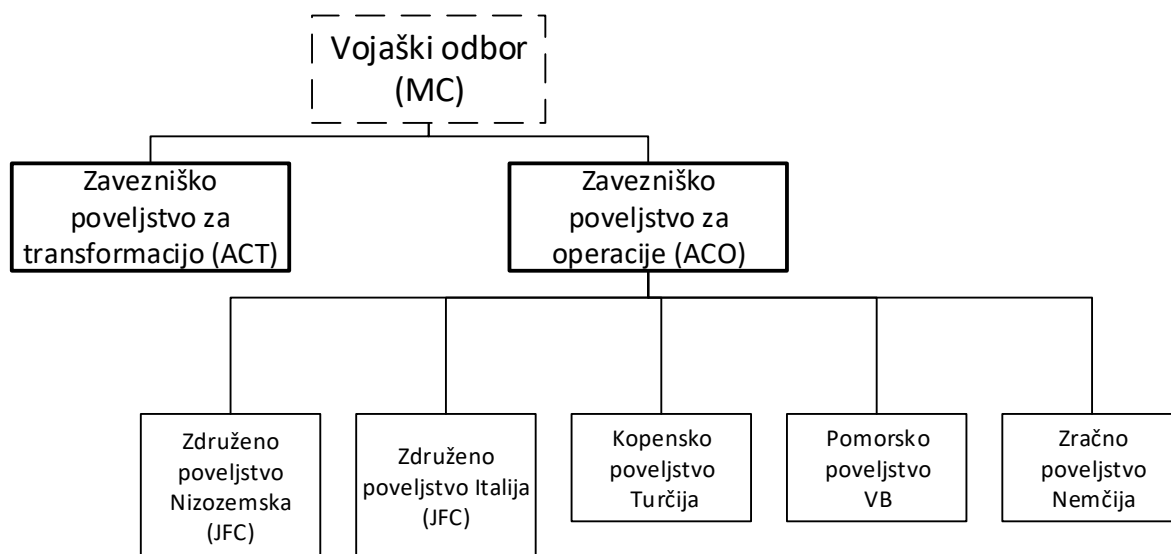 Vojaški odbor
(MC)
Zavezniško
poveljstvo za
transformacijo (ACT)
Zavezniško
poveljstvo za
operacije (ACO)
Združeno
poveljstvo
Nizozemska
(JFC)
Združeno
poveljstvo Italija
(JFC)
Kopensko
poveljstvo
Turčija
Pomorsko
poveljstvo
VB
Zračno
poveljstvo
Nemčija